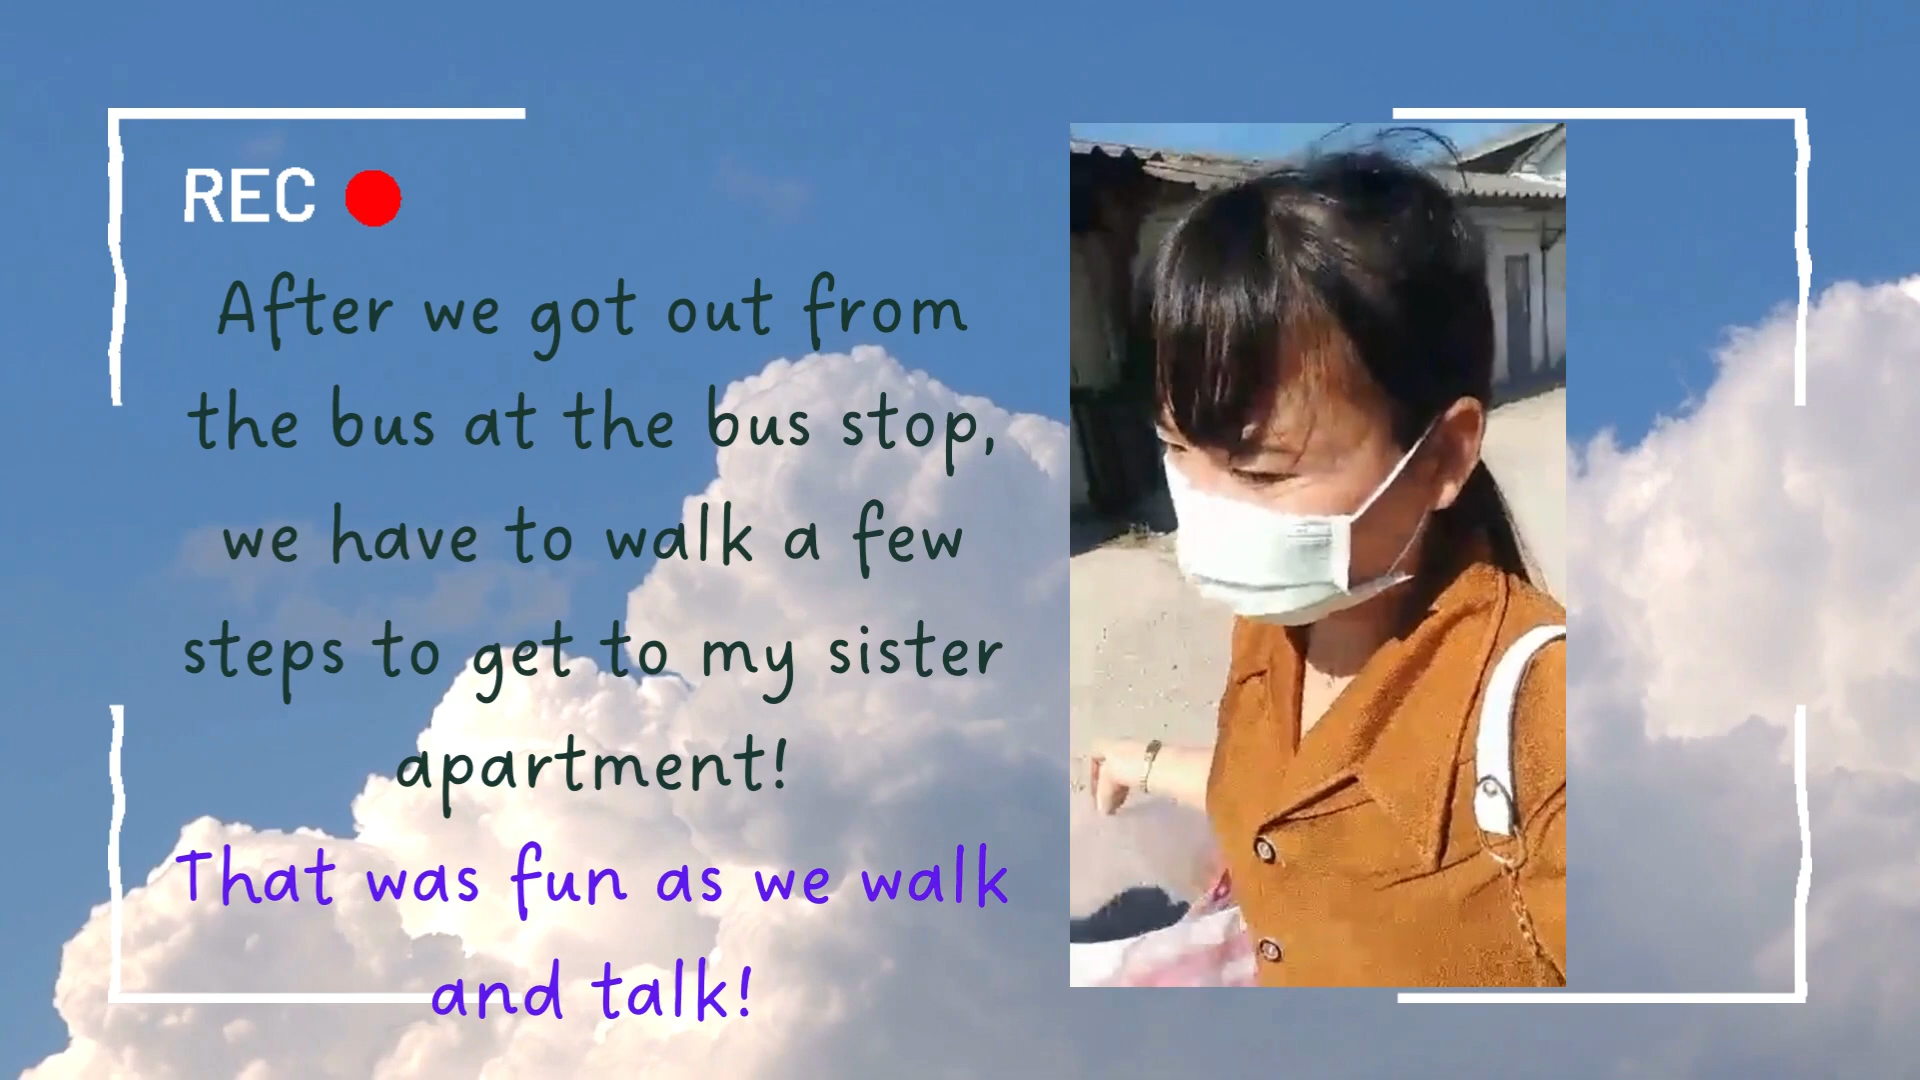 REC
After we got out from
the bus at the bus stop,
we have to walk a few
steps to get to my sister
apartment!
That was fun as we walk
and talk!